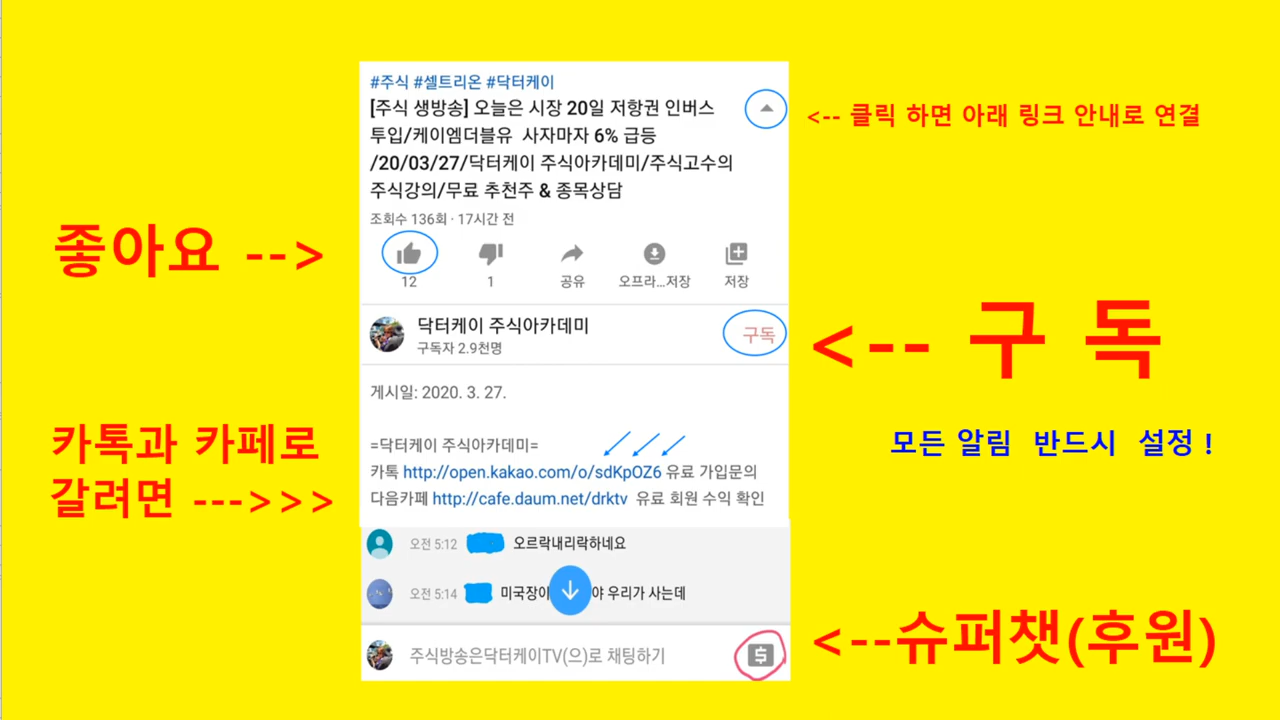 #주식 #셀트리온 #닥터케이
[주식 생방송] 오늘은 시장 20일 저항권 인버스
투입/케이엠더블유 사자마자 6% 급등
/20/03/27/닥터케이 주식아카데미/주식고수의
주식강의/무료 추천주 & 종목상담
<-- 클릭 하면 아래 링크 안내로 연결
조회수 136회 · 17시간 전
좋아요 -->
12
1
공유
오프라...저장
저장
닥터케이 주식아카데미
구독자 2.9천명
구독
<-- 구 독
게시일: 2020. 3. 27.
모든 알림 반드시 설정 !
카톡과 카페로
갈려면 --->>>
=닥터케이 주식아카데미=
카톡 http://open.kakao.com/o/sdKpOZ6 유료 가입문의
다음카페 http://cafe.daum.net/drktv 유료 회원 수익 확인
오전 5:12 오르락내리락하네요
오전 5:14 미국장이 야 우리가 사는데
주식방송은닥터케이TV(으)로 채팅하기
<--슈퍼챗(후원)